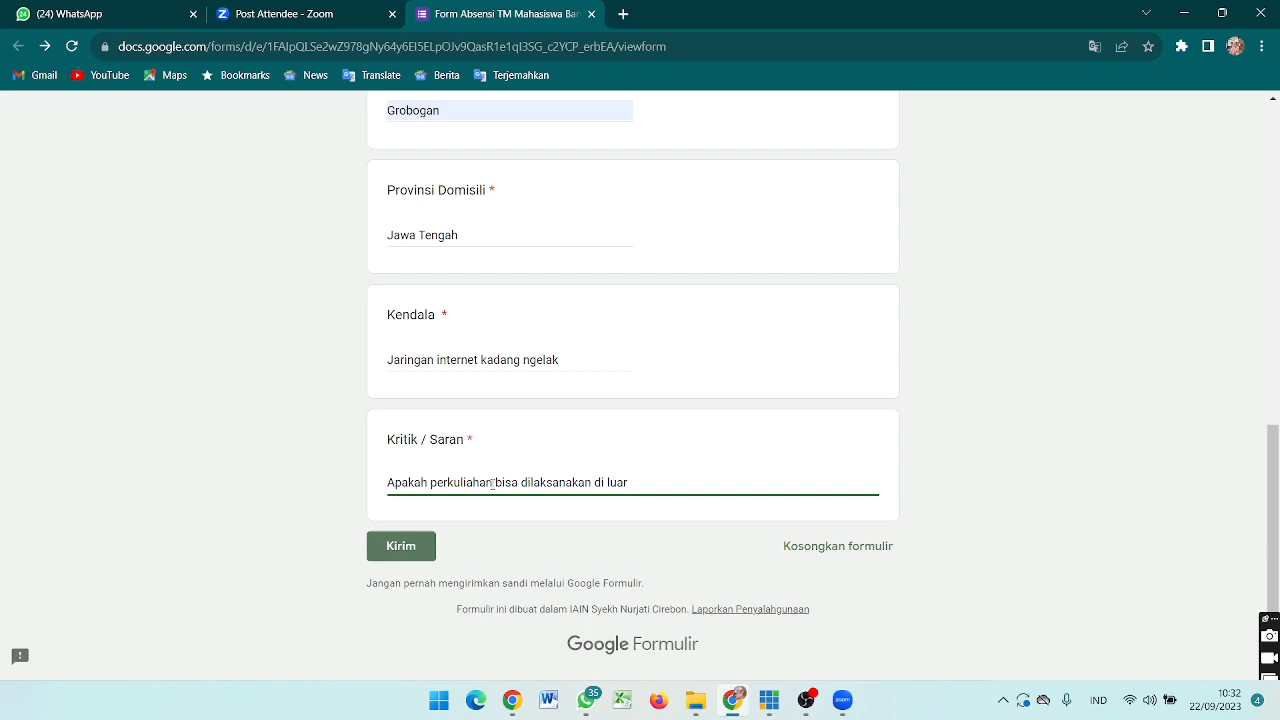 (24) WhatsApp
Post Attendee - Zoom
Form Absensi TM Mahasiswa Bar
docs.google.com/forms/d/e/1FAIpQLSe2wZ978gNy64y6EI5ELpOJv9QasR1e1qI3SG_c2YCP_erbEA/viewform
Gmail YouTube Maps Bookmarks News Translate Berita Terjemahkan
Grobogan
Provinsi Domisili *
Jawa Tengah
Kendala *
Jaringan internet kadang ngelak
Kritik / Saran *
Apakah perkuliahan bisa dilaksanakan di luar
Kirim
Kosongkan formulir
Jangan pernah mengirimkan sandi melalui Google Formulir.
Formulir ini dibuat dalam IAIN Syekh Nurjati Cirebon. Laporkan Penyalahgunaan
Google Formulir
35
zoom
IND
10:32
22/09/2023
4